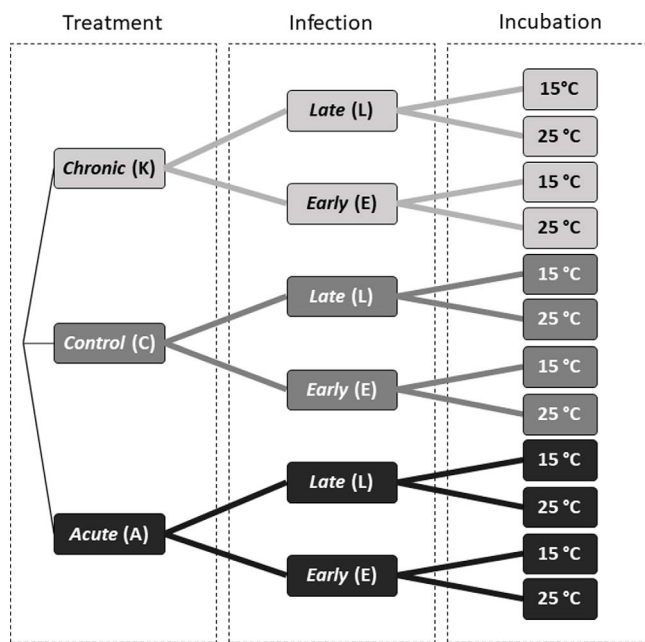 Treatment
Infection
Incubation
Chronic (K)
Late (L)
15°C
25 °C
Early (E)
15 °C
25 °C
Control (C)
Late (L)
15 °C
25 °C
Early (E)
15 °C
25 °C
Acute (A)
Late (L)
15 °C
25 °C
Early (E)
15 °C
25 °C